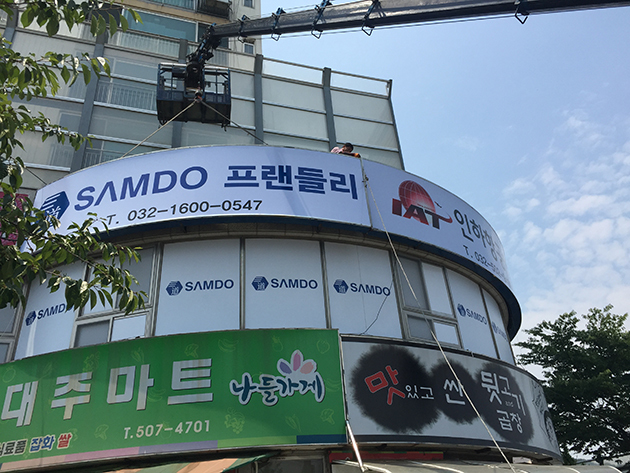 SAMDO 프랜들리
T. 032-1600-0547
IAT 인하항공
SAMDO
SAMDO
SAMDO
SAMDO
SAMDO
대주마트
나들가게
T.507-4701
잡화 쌀
맛있고 싼 뒷고기
곱창